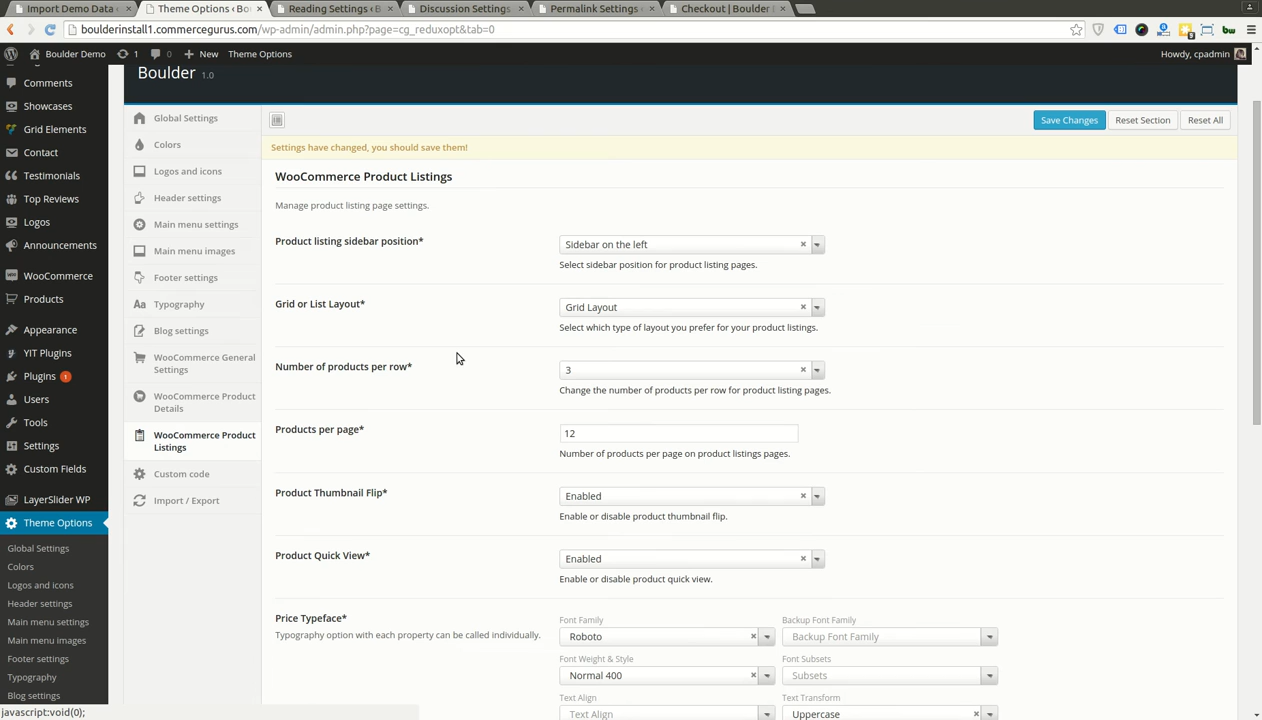 Import Demo Data ‹
Theme Options ‹ Bo
Reading Settings ‹ B
Discussion Settings
Permalink Settings ‹
Checkout | Boulder
boulderinstall1.commercegurus.com/wp-admin/admin.php?page=cg_reduxopt&tab=0
Boulder Demo
1
0
New
Theme Options
Howdy, cpadmin
Comments
Showcases
Grid Elements
Contact
Testimonials
Top Reviews
Logos
Announcements
WooCommerce
Products
Appearance
YIT Plugins
Plugins 1
Users
Tools
Settings
Custom Fields
LayerSlider WP
Theme Options
Global Settings
Colors
Logos and icons
Header settings
Main menu settings
Main menu images
Footer settings
Typography
Blog settings
javascript:void(0);
Boulder 1.0
Global Settings
Colors
Logos and icons
Header settings
Main menu settings
Main menu images
Footer settings
Aa Typography
Blog settings
WooCommerce General
Settings
WooCommerce Product
Details
WooCommerce Product
Listings
Custom code
Import / Export
Save Changes
Reset Section
Reset All
Settings have changed, you should save them!
WooCommerce Product Listings
Manage product listing page settings.
Product listing sidebar position*
Sidebar on the left
Select sidebar position for product listing pages.
Grid or List Layout*
Grid Layout
Select which type of layout you prefer for your product listings.
Number of products per row*
3
Change the number of products per row for product listing pages.
Products per page*
12
Number of products per page on product listings pages.
Product Thumbnail Flip*
Enabled
Enable or disable product thumbnail flip.
Product Quick View*
Enabled
Enable or disable product quick view.
Price Typeface*
Typography option with each property can be called individually.
Font Family
Backup Font Family
Roboto
Backup Font Family
Font Weight & Style
Font Subsets
Normal 400
Subsets
Text Align
Text Transform
Text Align
Uppercase